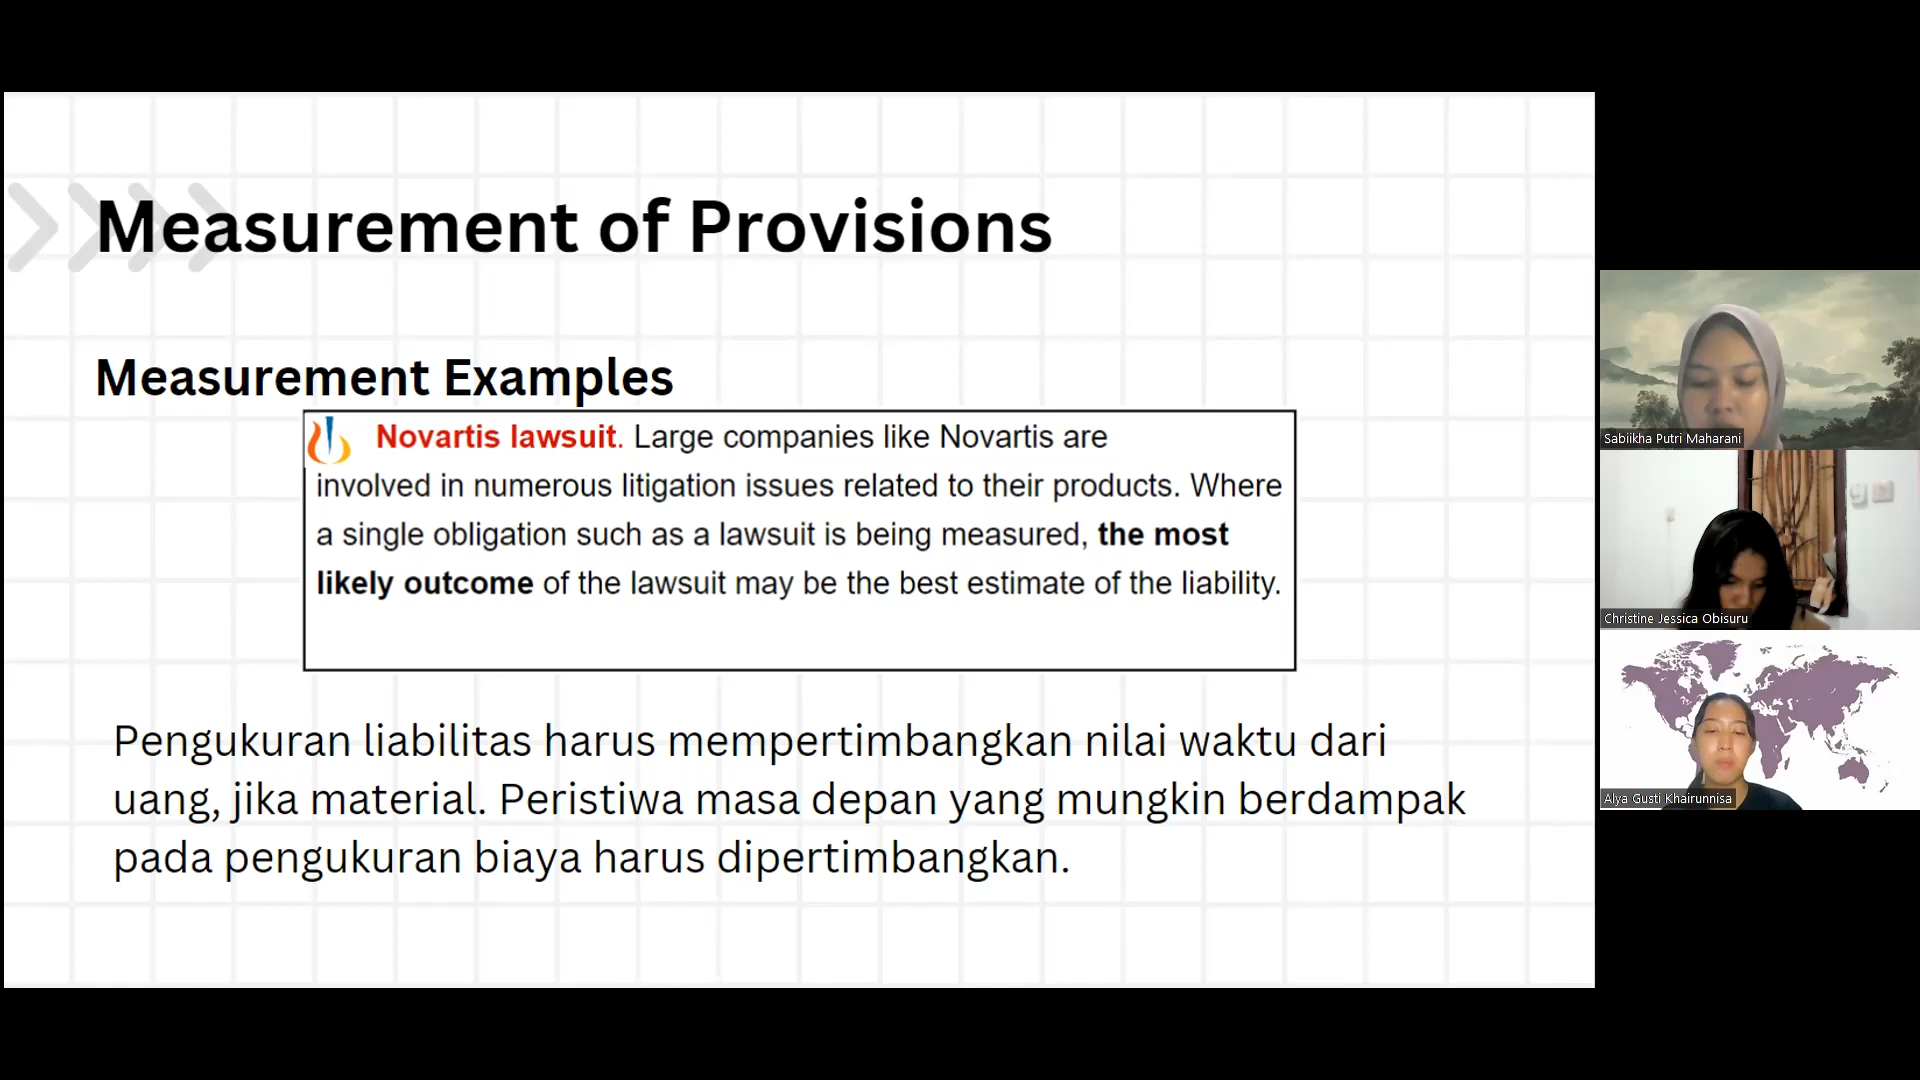 Measurement of Provisions
Measurement Examples
Novartis lawsuit. Large companies like Novartis are
involved in numerous litigation issues related to their products. Where
a single obligation such as a lawsuit is being measured, the most
likely outcome of the lawsuit may be the best estimate of the liability.
Pengukuran liabilitas harus mempertimbangkan nilai waktu dari
uang, jika material. Peristiwa masa depan yang mungkin berdampak
pada pengukuran biaya harus dipertimbangkan.
Sabiikha Putri Maharani
Christine Jessica Obisuru
Alya Gusti Khairunnisa